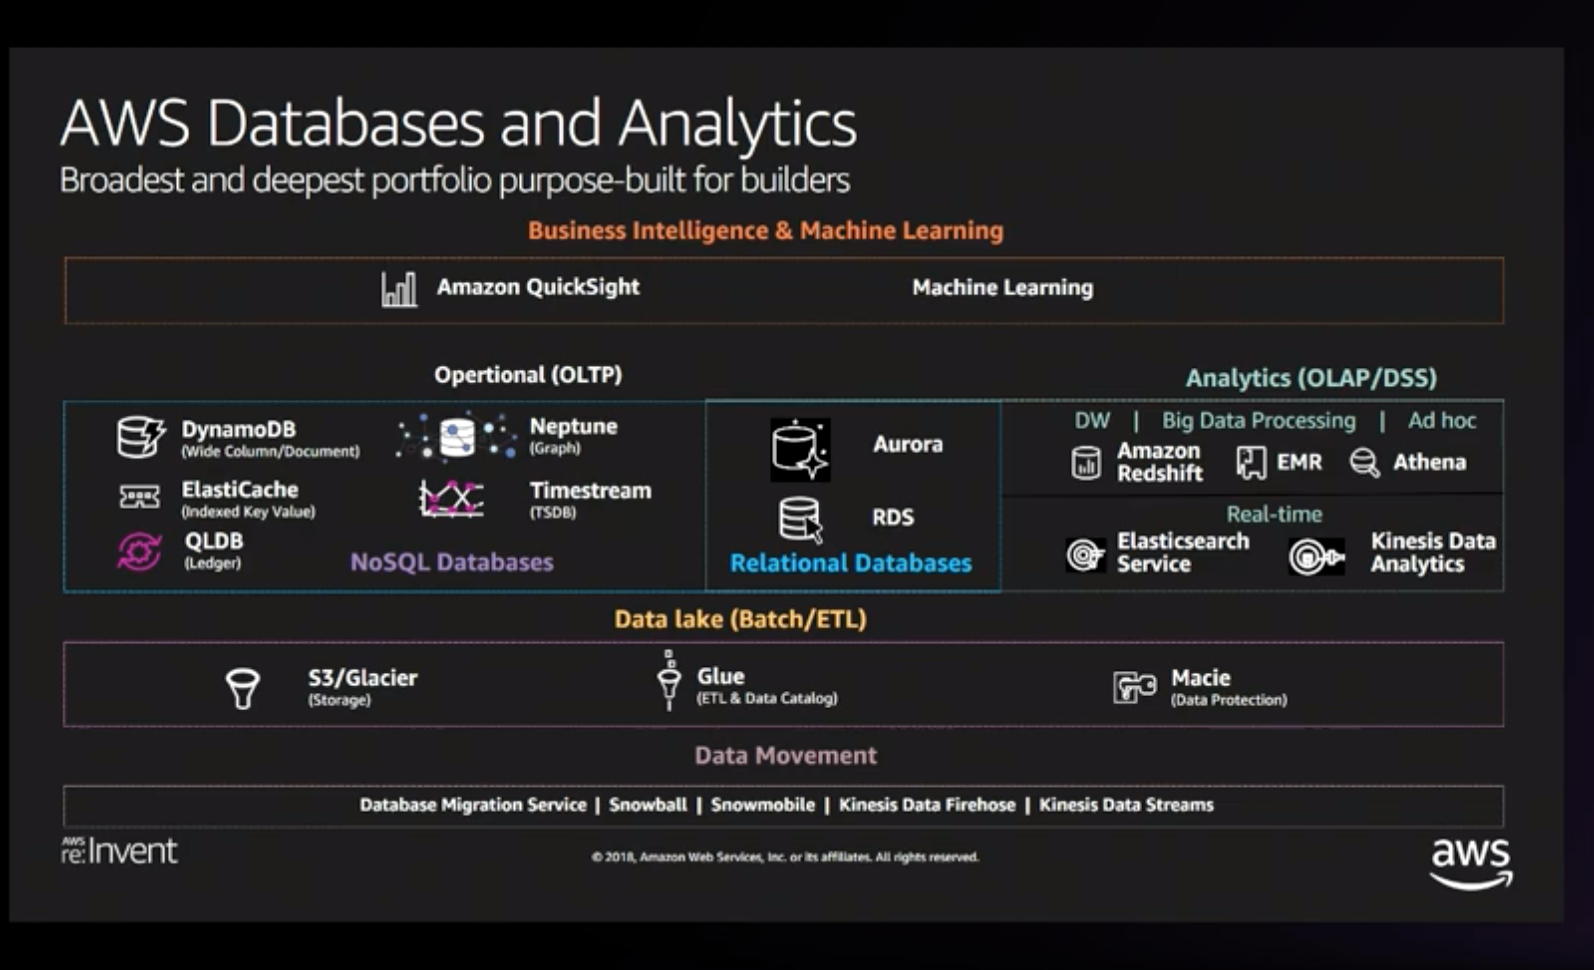 AWS Databases and Analytics
Broadest and deepest portfolio purpose-built for builders
Business Intelligence & Machine Learning
Amazon QuickSight
Machine Learning
Opertional (OLTP)
DynamoDB
(Wide Column/Document)
Neptune
(Graph)
ElastiCache
(Indexed Key Value)
Timestream
(TSDB)
QLDB
(Ledger)
NoSQL Databases
Aurora
RDS
Relational Databases
Analytics (OLAP/DSS)
DW | Big Data Processing | Ad hoc
Amazon
Redshift
EMR
Athena
Real-time
Elasticsearch
Service
Kinesis Data
Analytics
Data lake (Batch/ETL)
S3/Glacier
(Storage)
Glue
(ETL & Data Catalog)
Macie
(Data Protection)
Data Movement
Database Migration Service | Snowball | Snowmobile | Kinesis Data Firehose | Kinesis Data Streams
AWS
re:Invent
© 2018, Amazon Web Services, Inc. or its affiliates. All rights reserved.
aws